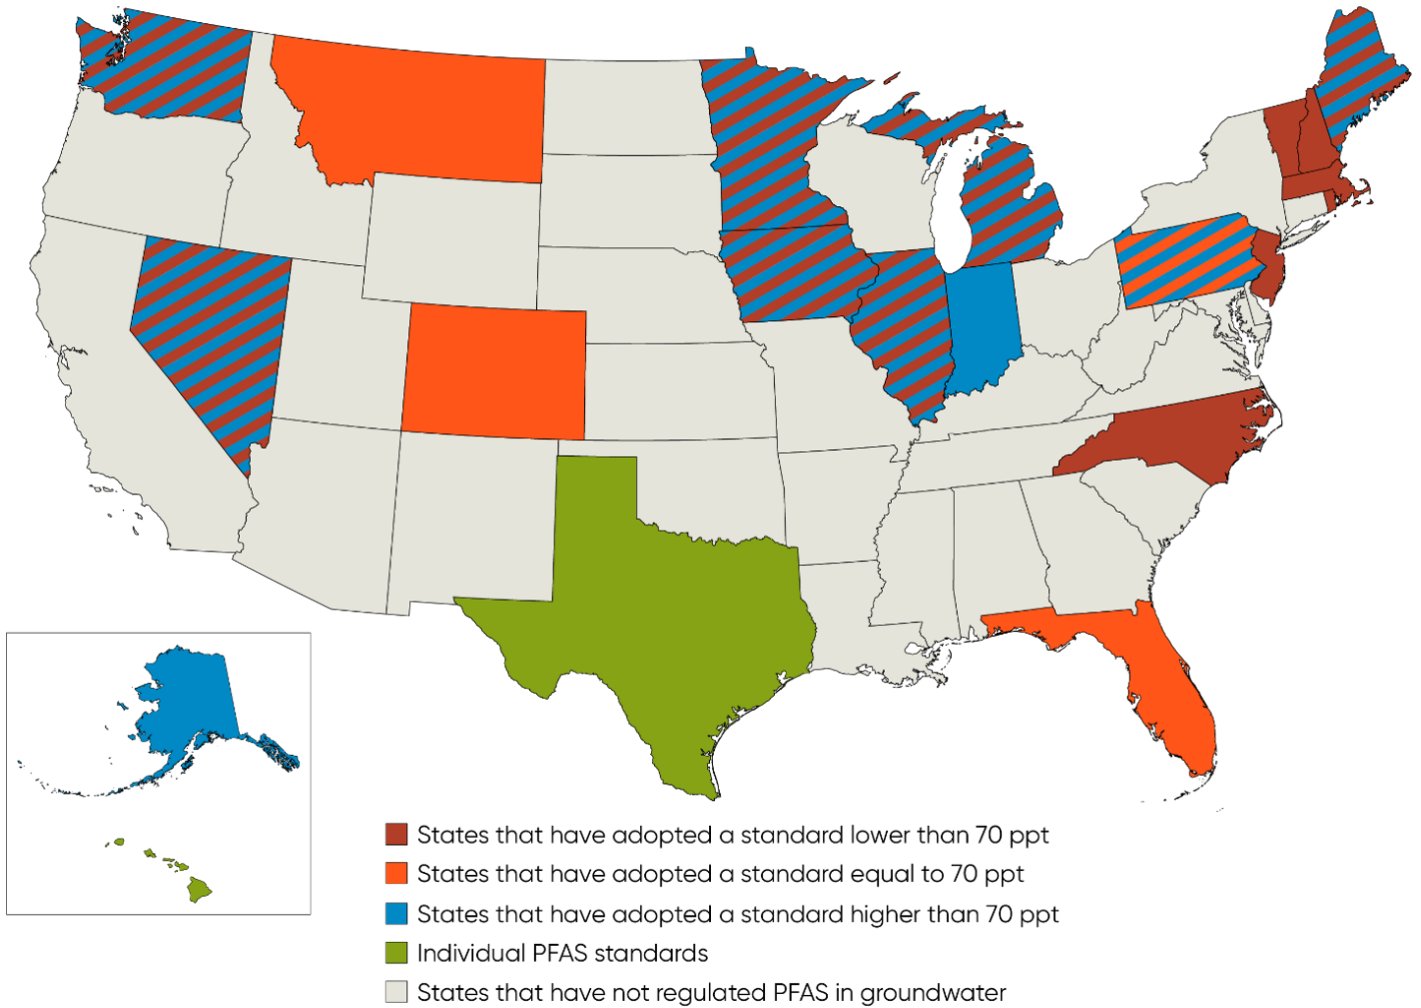 States that have adopted a standard lower than 70 ppt
States that have adopted a standard equal to 70 ppt
States that have adopted a standard higher than 70 ppt
Individual PFAS standards
States that have not regulated PFAS in groundwater